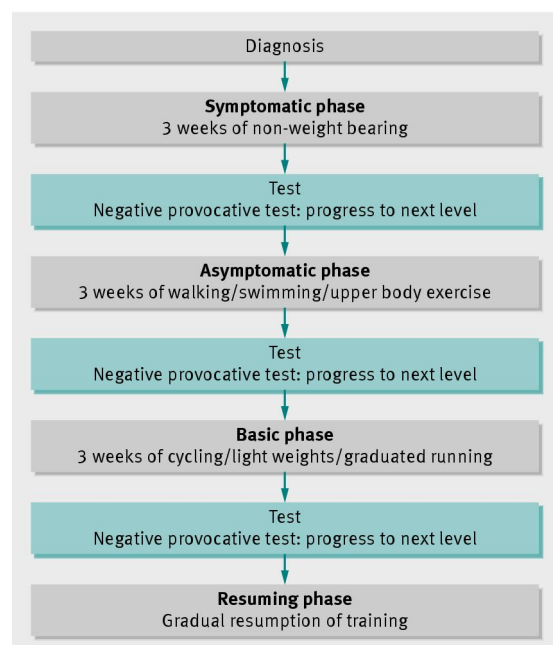 Diagnosis
Symptomatic phase
3 weeks of non-weight bearing
Test
Negative provocative test: progress to next level
Asymptomatic phase
3 weeks of walking/swimming/upper body exercise
Test
Negative provocative test: progress to next level
Basic phase
3 weeks of cycling/light weights/graduated running
Test
Negative provocative test: progress to next level
Resuming phase
Gradual resumption of training